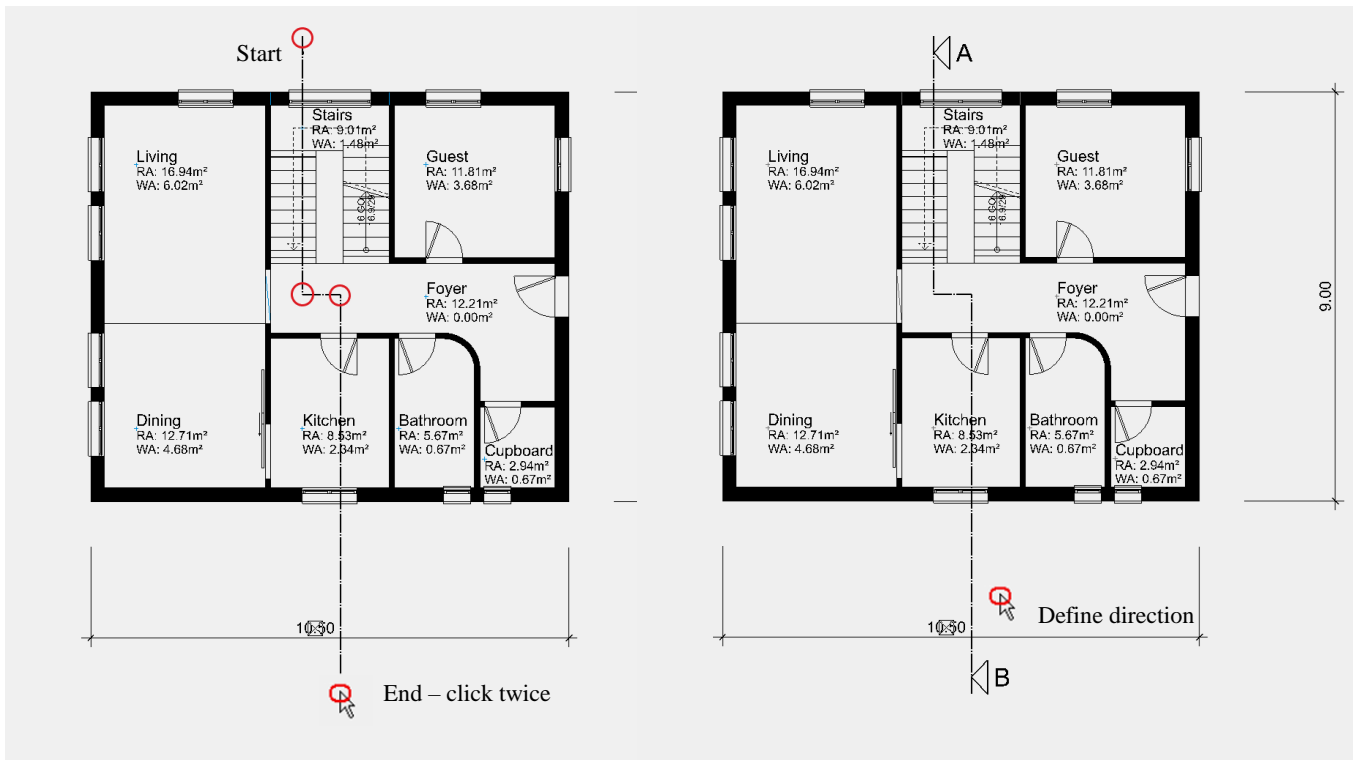 Start
Stairs
RA: 9.01m²
WA: 1.48m²
Living
RA: 16.94m²
WA: 6.02m²
Guest
RA: 11.81m²
WA: 3.68m²
Foyer
RA: 12.21m²
WA: 0.00m²
Dining
RA: 12.71m²
WA: 4.68m²
Kitchen
RA: 8.53m²
WA: 2.34m²
Bathroom
RA: 5.67m²
WA: 0.67m²
Cupboard
RA: 2.94m²
WA: 0.67m²
10.50
End – click twice
A
Stairs
RA: 9.01m²
WA: 1.48m²
Living
RA: 16.94m²
WA: 6.02m²
Guest
RA: 11.81m²
WA: 3.68m²
Foyer
RA: 12.21m²
WA: 0.00m²
9.00
Dining
RA: 12.71m²
WA: 4.68m²
Kitchen
RA: 8.53m²
WA: 2.34m²
Bathroom
RA: 5.67m²
WA: 0.67m²
Cupboard
RA: 2.94m²
WA: 0.67m²
Define direction
10.50
B